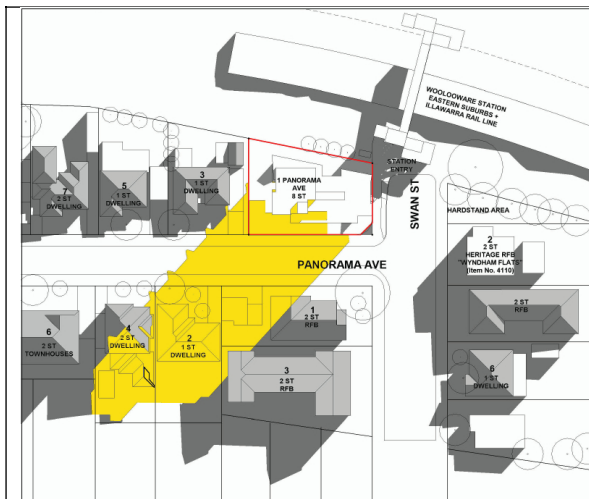 WOOLOOWARE STATION
EASTERN SUBURBS +
ILLAWARRA RAIL LINE
STATION
ENTRY
3
1 ST
DWELLING
5
1 ST
DWELLING
7
2 ST
DWELLING
1 PANORAMA
AVE
8 ST
SWAN ST
HARDSTAND AREA
2
2 ST
HERITAGE RFB
"WYNDHAM FLATS"
(Item No. 4110)
PANORAMA AVE
2 ST
RFB
1
2 ST
RFB
4
2 ST
DWELLING
2
1 ST
DWELLING
6
2 ST
TOWNHOUSES
3
2 ST
RFB
6
1 ST
DWELLING